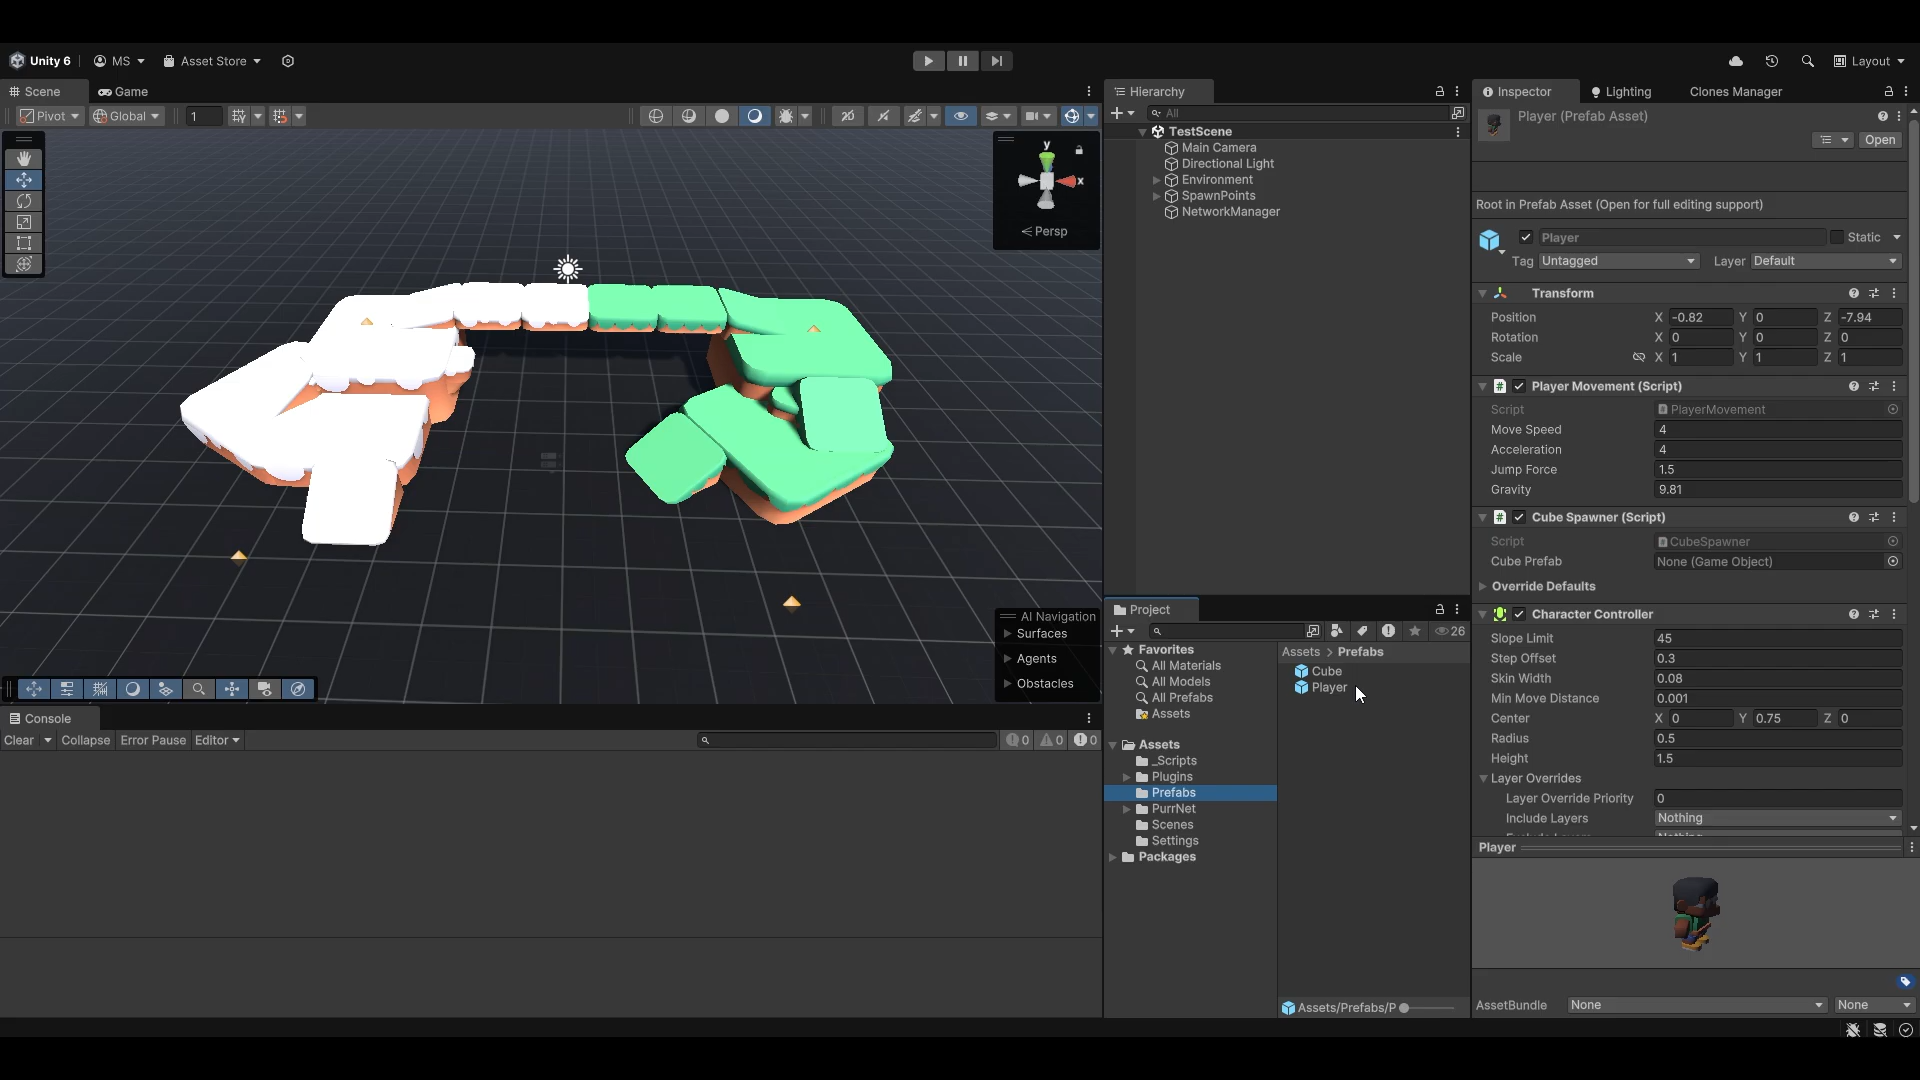 Unity 6
MS
Asset Store
Layout
Scene
Game
Pivot
Global
1
y
x
Persp
AI Navigation
Surfaces
Agents
Obstacles
Console
Clear
Collapse
Error Pause
Editor
0
0
0
Hierarchy
All
TestScene
Main Camera
Directional Light
Environment
SpawnPoints
NetworkManager
Project
26
Favorites
All Materials
All Models
All Prefabs
Assets
Assets
_Scripts
Plugins
Prefabs
PurrNet
Scenes
Settings
Packages
Assets > Prefabs
Cube
Player
Assets/Prefabs/P
Inspector
Lighting
Clones Manager
Player (Prefab Asset)
Open
Root in Prefab Asset (Open for full editing support)
Player
Static
Tag Untagged
Layer Default
Transform
Position X -0.82 Y 0 Z -7.94
Rotation X 0 Y 0 Z 0
Scale X 1 Y 1 Z 1
Player Movement (Script)
Script PlayerMovement
Move Speed 4
Acceleration 4
Jump Force 1.5
Gravity 9.81
Cube Spawner (Script)
Script CubeSpawner
Cube Prefab None (Game Object)
Override Defaults
Character Controller
Slope Limit 45
Step Offset 0.3
Skin Width 0.08
Min Move Distance 0.001
Center X 0 Y 0.75 Z 0
Radius 0.5
Height 1.5
Layer Overrides
Layer Override Priority 0
Include Layers Nothing
Player
AssetBundle None None